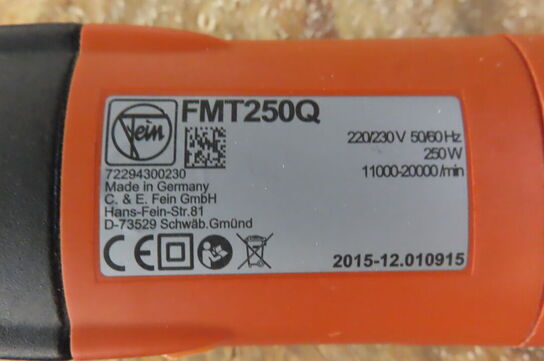 Fein
FMT250Q
220/230 V 50/60 Hz
250 W
11000-20000 /min
72294300230
Made in Germany
C. & E. Fein GmbH
Hans-Fein-Str.81
D-73529 Schwäb.Gmünd
CE
2015-12.010915